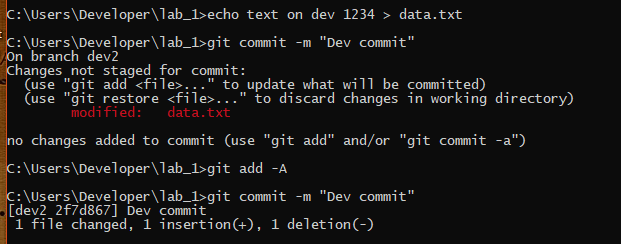 C:\Users\Developer\lab_1>echo text on dev 1234 > data.txt
C:\Users\Developer\lab_1>git commit -m "Dev commit"
On branch dev2
Changes not staged for commit:
  (use "git add <file>..." to update what will be committed)
  (use "git restore <file>..." to discard changes in working directory)
        modified:   data.txt
no changes added to commit (use "git add" and/or "git commit -a")
C:\Users\Developer\lab_1>git add -A
C:\Users\Developer\lab_1>git commit -m "Dev commit"
[dev2 2f7d867] Dev commit
 1 file changed, 1 insertion(+), 1 deletion(-)